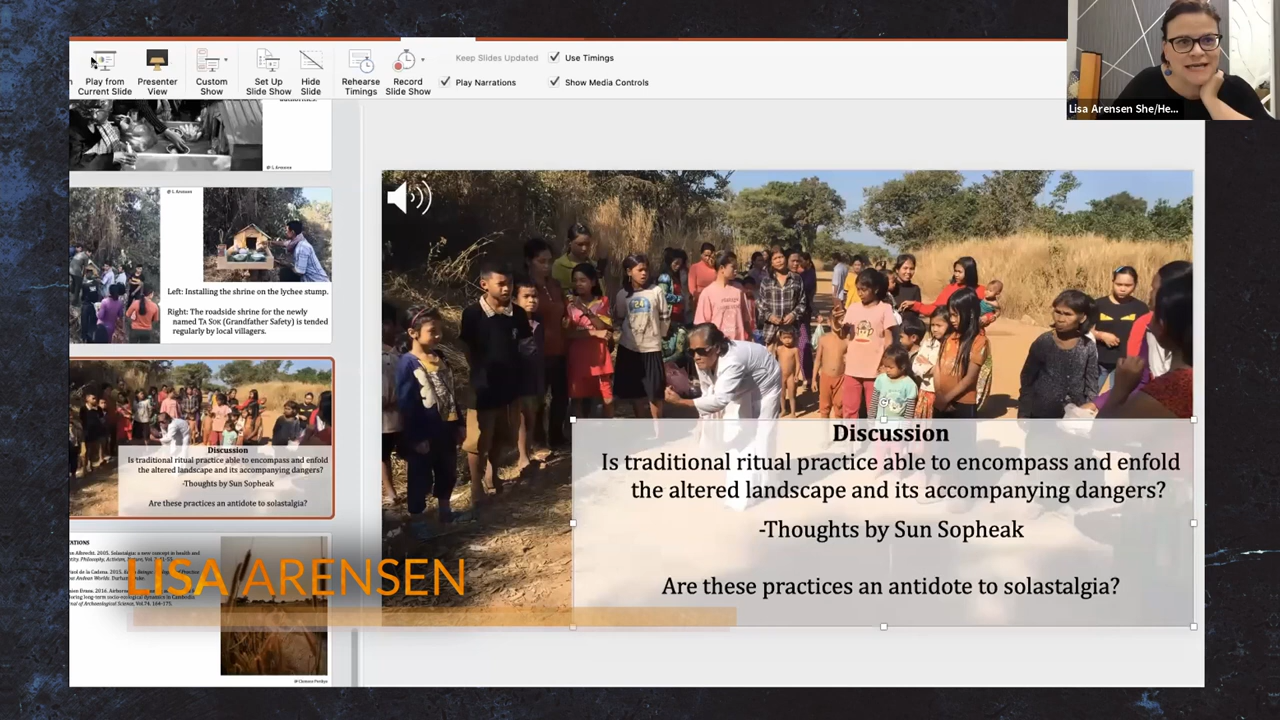 Play from
Current Slide
Presenter
View
Custom
Show
Set Up
Slide Show
Hide
Slide
Rehearse
Timings
Record
Slide Show
Keep Slides Updated
Use Timings
Play Narrations
Show Media Controls
Lisa Arensen She/He...
Left: Installing the shrine on the lychee stump.
Right: The roadside shrine for the newly
named TA SOK (Grandfather Safety) is tended
regularly by local villagers.
Discussion
Is traditional ritual practice able to encompass and enfold
the altered landscape and its accompanying dangers?
-Thoughts by Sun Sopheak
Are these practices an antidote to solastalgia?
Discussion
Is traditional ritual practice able to encompass and enfold
the altered landscape and its accompanying dangers?
-Thoughts by Sun Sopheak
Are these practices an antidote to solastalgia?
LISA ARENSEN